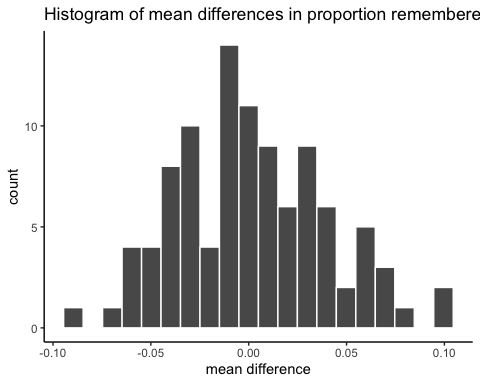 Histogram of mean differences in proportion remembere
count
10
5
0
-0.10 -0.05 0.00 0.05 0.10
mean difference